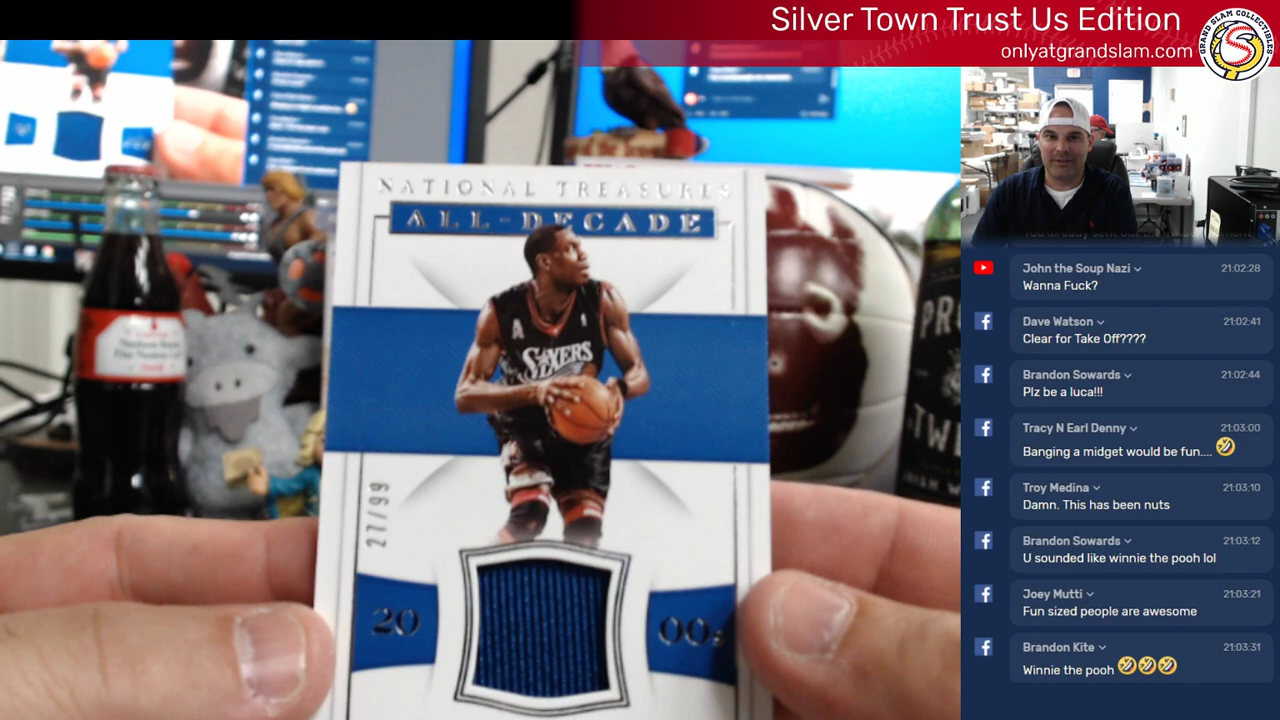 Silver Town Trust Us Edition
onlyatgrandslam.com
GRAND SLAM COLLECTIBLES
NATIONAL TREASURES
ALL-DECADE
SIXERS
27/99
20
00s
John the Soup Nazi
21:02:28
Wanna Fuck?
Dave Watson
21:02:41
Clear for Take Off????
Brandon Sowards
21:02:44
Plz be a luca!!!
Tracy N Earl Denny
21:03:00
Banging a midget would be fun.... 🤣
Troy Medina
21:03:10
Damn. This has been nuts
Brandon Sowards
21:03:12
U sounded like winnie the pooh lol
Joey Mutti
21:03:21
Fun sized people are awesome
Brandon Kite
21:03:31
Winnie the pooh 🤣🤣🤣